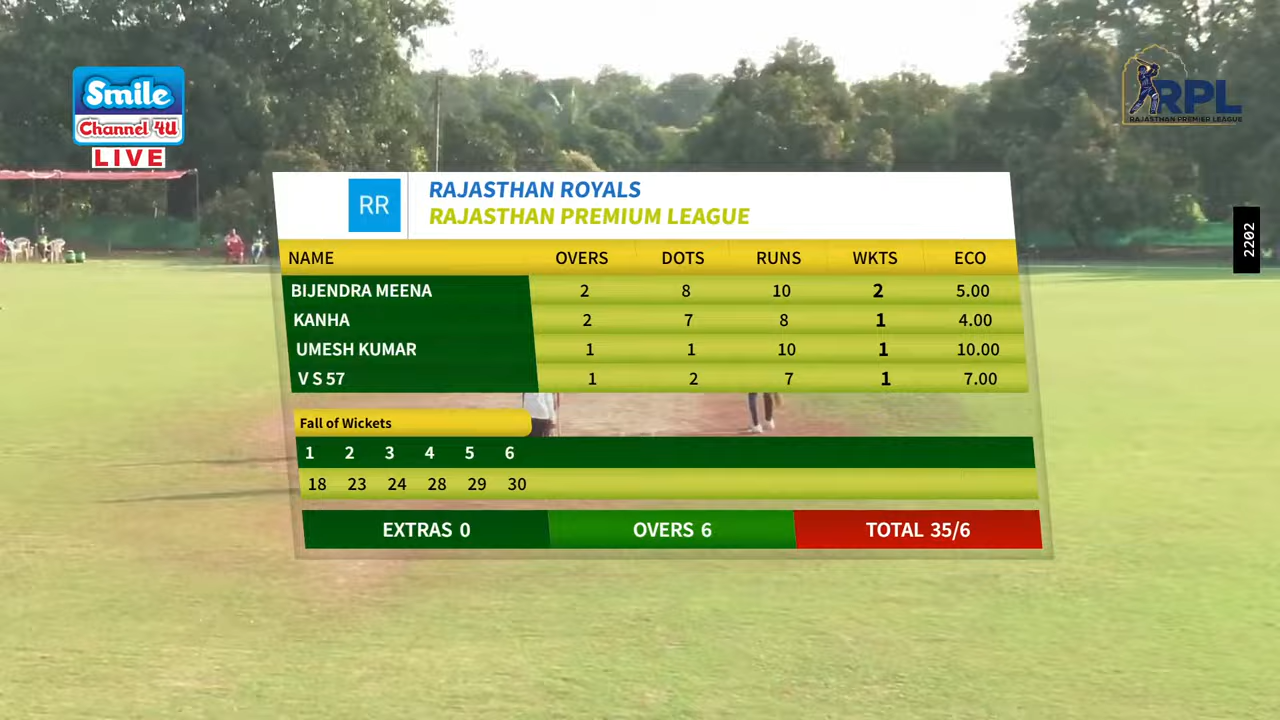 Smile
Channel 4U
LIVE
RPL
RAJASTHAN PREMIER LEAGUE
2202
RR
RAJASTHAN ROYALS
RAJASTHAN PREMIUM LEAGUE
NAME OVERS DOTS RUNS WKTS ECO
BIJENDRA MEENA 2 8 10 2 5.00
KANHA 2 7 8 1 4.00
UMESH KUMAR 1 1 10 1 10.00
V S 57 1 2 7 1 7.00
Fall of Wickets
1 2 3 4 5 6
18 23 24 28 29 30
EXTRAS 0 OVERS 6 TOTAL 35/6